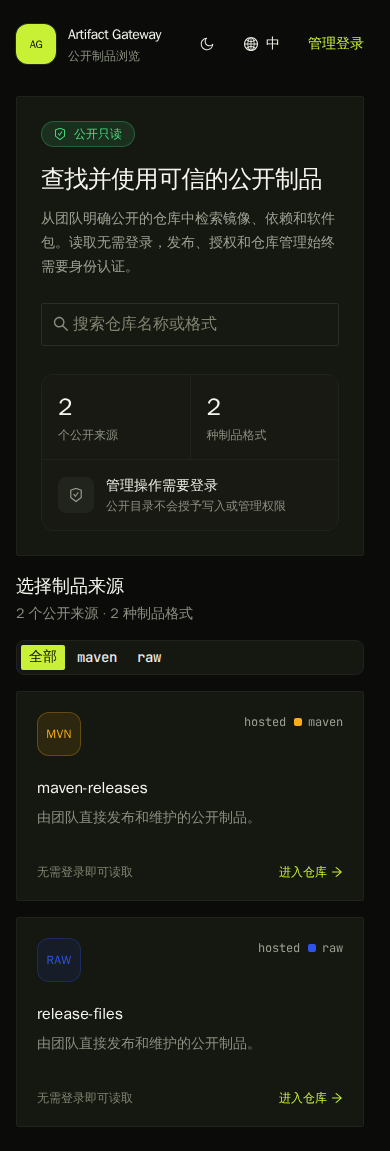 AG
Artifact Gateway
公开制品浏览
中
管理登录
公开只读
查找并使用可信的公开制品
从团队明确公开的仓库中检索镜像、依赖和软件
包。读取无需登录，发布、授权和仓库管理始终
需要身份认证。
搜索仓库名称或格式
2
个公开来源
2
种制品格式
管理操作需要登录
公开目录不会授予写入或管理权限
选择制品来源
2 个公开来源 · 2 种制品格式
全部 maven raw
MVN
hosted maven
maven-releases
由团队直接发布和维护的公开制品。
无需登录即可读取
进入仓库 →
RAW
hosted raw
release-files
由团队直接发布和维护的公开制品。
无需登录即可读取
进入仓库 →